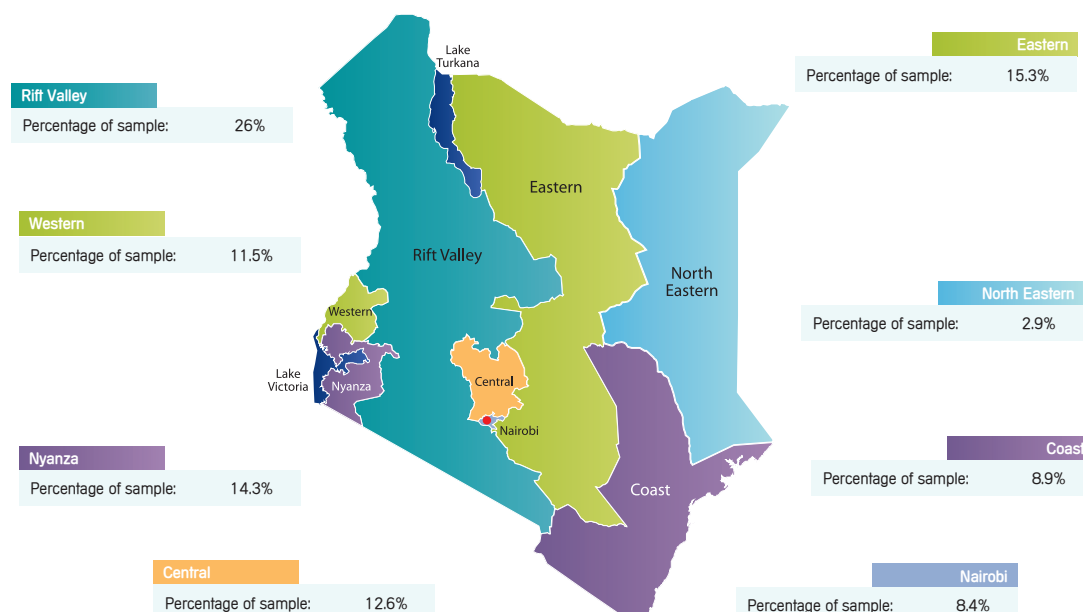 Rift Valley
Percentage of sample: 26%
Western
Percentage of sample: 11.5%
Nyanza
Percentage of sample: 14.3%
Central
Percentage of sample: 12.6%
Lake
Turkana
Eastern
Rift Valley
North
Eastern
Western
Lake
Victoria
Nyanza
Central
Nairobi
Coast
Eastern
Percentage of sample: 15.3%
North Eastern
Percentage of sample: 2.9%
Coast
Percentage of sample: 8.9%
Nairobi
Percentage of sample: 8.4%